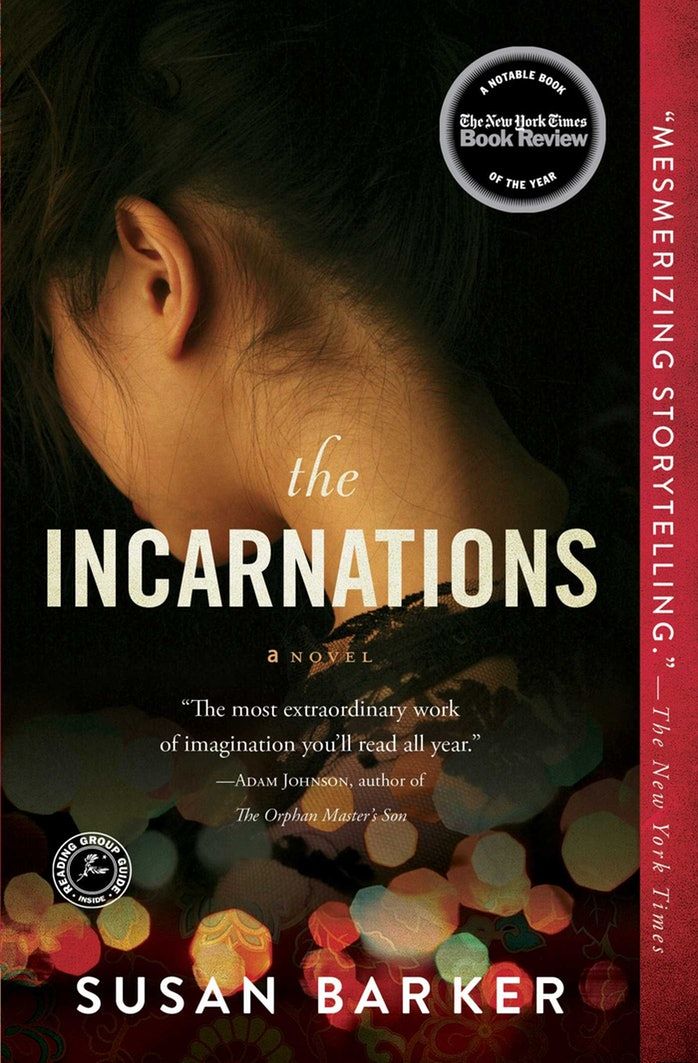 A NOTABLE BOOK
The New York Times
Book Review
OF THE YEAR
the
INCARNATIONS
a NOVEL
“The most extraordinary work
of imagination you’ll read all year.”
—ADAM JOHNSON, author of
The Orphan Master’s Son
READING GROUP GUIDE
• INSIDE •
SUSAN BARKER
“MESMERIZING STORYTELLING.” —The New York Times